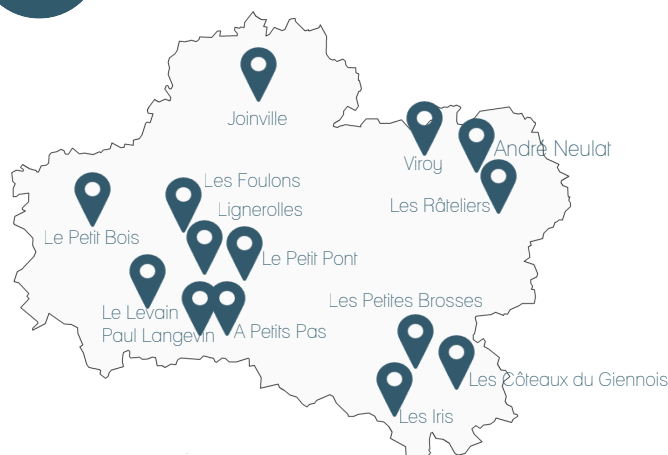 Joinville
Viroy
André Neulat
Les Râteliers
Les Foulons
Lignerolles
Le Petit Bois
Le Petit Pont
Le Levain
Paul Langevin
A Petits Pas
Les Petites Brosses
Les Côteaux du Giennois
Les Iris